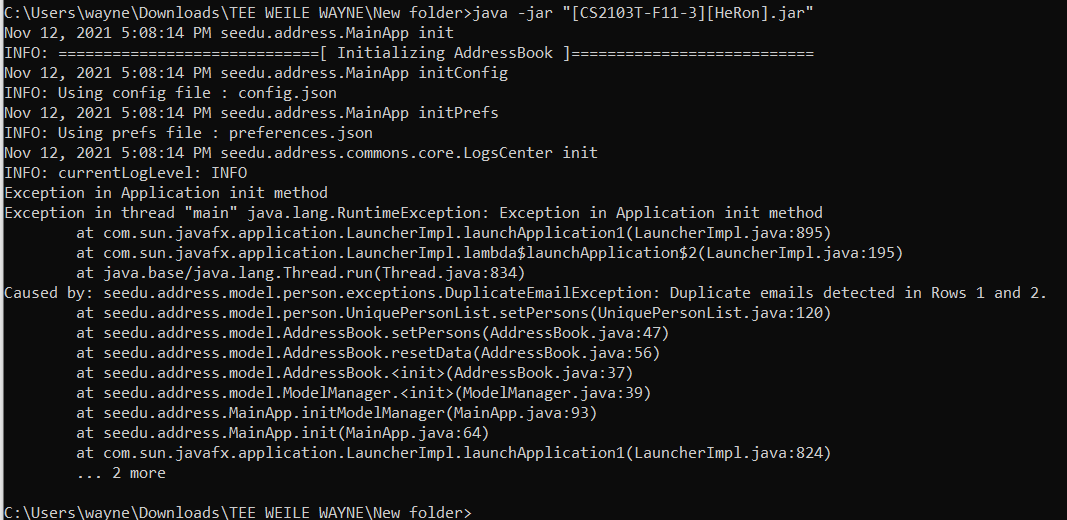 C:\Users\wayne\Downloads\TEE WEILE WAYNE\New folder>java -jar "[CS2103T-F11-3][HeRon].jar"
Nov 12, 2021 5:08:14 PM seedu.address.MainApp init
INFO: =============================[ Initializing AddressBook ]===========================
Nov 12, 2021 5:08:14 PM seedu.address.MainApp initConfig
INFO: Using config file : config.json
Nov 12, 2021 5:08:14 PM seedu.address.MainApp initPrefs
INFO: Using prefs file : preferences.json
Nov 12, 2021 5:08:14 PM seedu.address.commons.core.LogsCenter init
INFO: currentLogLevel: INFO
Exception in Application init method
Exception in thread "main" java.lang.RuntimeException: Exception in Application init method
        at com.sun.javafx.application.LauncherImpl.launchApplication1(LauncherImpl.java:895)
        at com.sun.javafx.application.LauncherImpl.lambda$launchApplication$2(LauncherImpl.java:195)
        at java.base/java.lang.Thread.run(Thread.java:834)
Caused by: seedu.address.model.person.exceptions.DuplicateEmailException: Duplicate emails detected in Rows 1 and 2.
        at seedu.address.model.person.UniquePersonList.setPersons(UniquePersonList.java:120)
        at seedu.address.model.AddressBook.setPersons(AddressBook.java:47)
        at seedu.address.model.AddressBook.resetData(AddressBook.java:56)
        at seedu.address.model.AddressBook.<init>(AddressBook.java:37)
        at seedu.address.model.ModelManager.<init>(ModelManager.java:39)
        at seedu.address.MainApp.initModelManager(MainApp.java:93)
        at seedu.address.MainApp.init(MainApp.java:64)
        at com.sun.javafx.application.LauncherImpl.launchApplication1(LauncherImpl.java:824)
        ... 2 more
C:\Users\wayne\Downloads\TEE WEILE WAYNE\New folder>